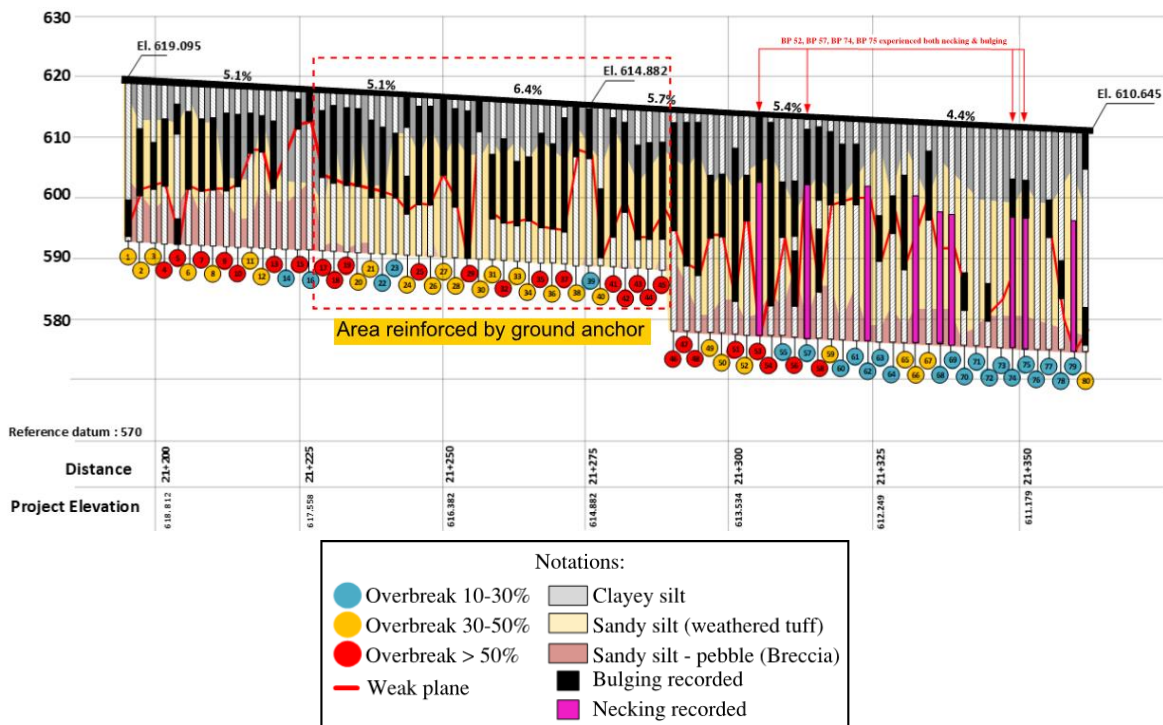 630
620
610
600
590
580
El. 619.095
BP 52, BP 57, BP 74, BP 75 experienced both necking & bulging
El. 614.882
El. 610.645
5.1%
5.1%
6.4%
5.7%
5.4%
4.4%
1 2 3 4 5 6 7 8 9 10 11 12 13 14 15 16 17 18 19 20 21 22 23 24 25 26 27 28 29 30 31 32 33 34 35 36 37 38 39 40 41 42 43 44 45
Area reinforced by ground anchor
46 47 48 49 50 51 52 53 54 55 56 57 58 59 60 61 62 63 64 65 66 67 68 69 70 71 72 73 74 75 76 77 78 79 80
Reference datum : 570
Distance
21+200
21+225
21+250
21+275
21+300
21+325
21+350
Project Elevation
618.812
617.558
616.382
614.882
613.534
612.249
611.179
Notations:
Overbreak 10-30%
Clayey silt
Overbreak 30-50%
Sandy silt (weathered tuff)
Overbreak > 50%
Sandy silt - pebble (Breccia)
Weak plane
Bulging recorded
Necking recorded